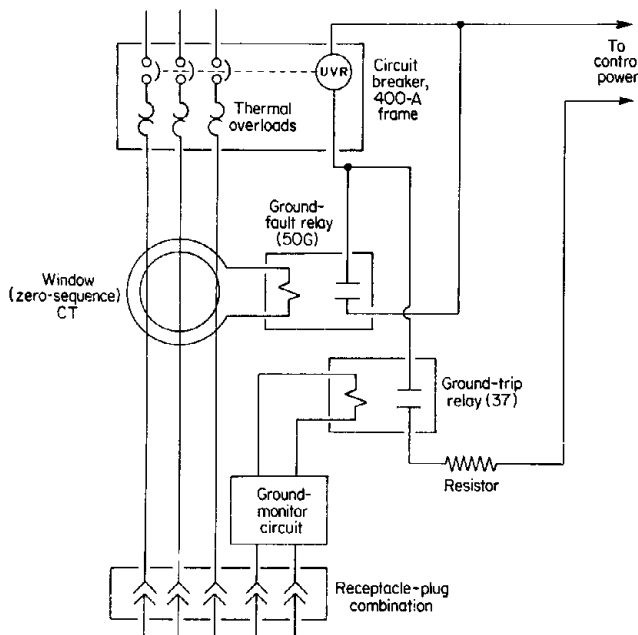 To
control
power
UVR
Circuit
breaker,
400-A
frame
Thermal
overloads
Ground-
fault relay
(50G)
Window
(zero-sequence)
CT
Ground-trip
relay (37)
Resistor
Ground-
monitor
circuit
Receptacle-plug
combination